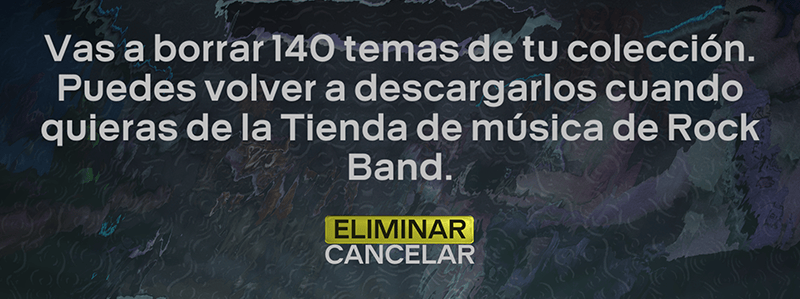 Vas a borrar 140 temas de tu colección.
Puedes volver a descargarlos cuando
quieras de la Tienda de música de Rock
Band.
ELIMINAR
CANCELAR